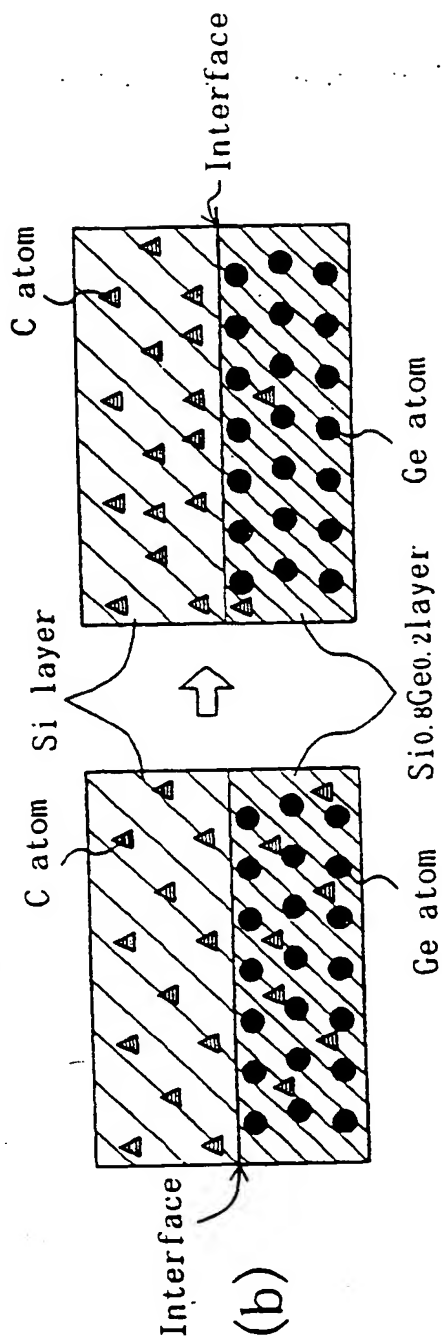 (b)
Si layer
C atom
C atom
Interface
Interface
Ge atom
Si0.8Ge0.2layer
Ge atom